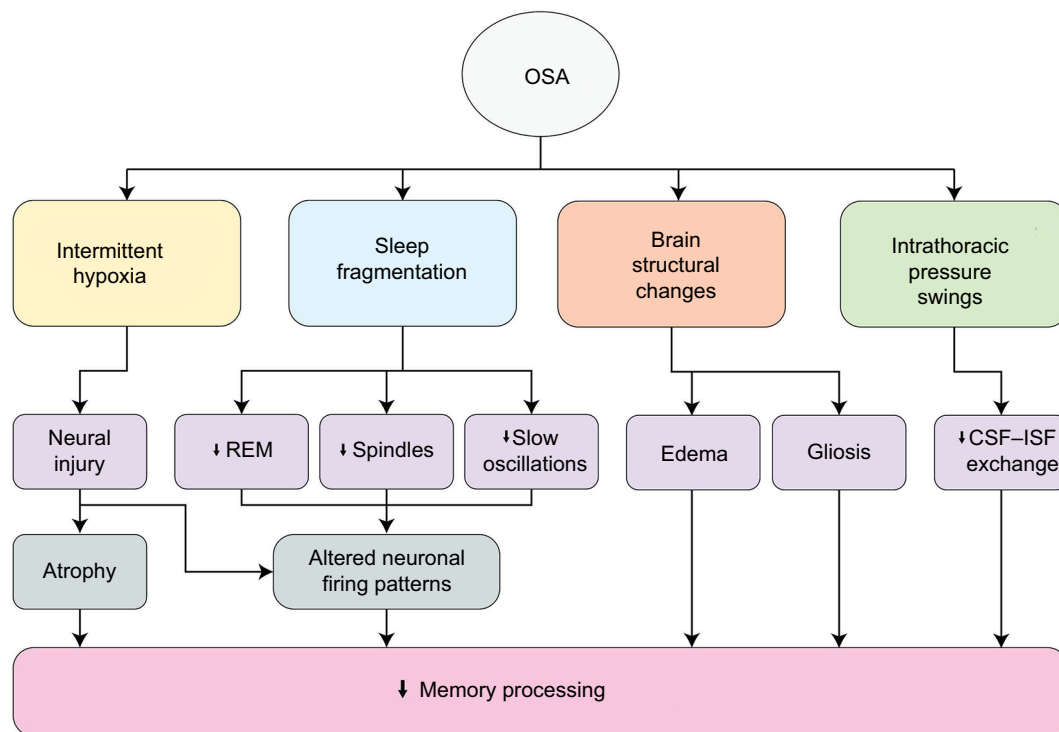 OSA
Intermittent
hypoxia
Sleep
fragmentation
Brain
structural
changes
Intrathoracic
pressure
swings
Neural
injury
↓ REM
↓ Spindles
↓ Slow
oscillations
Edema
Gliosis
↓ CSF–ISF
exchange
Atrophy
Altered neuronal
firing patterns
↓ Memory processing